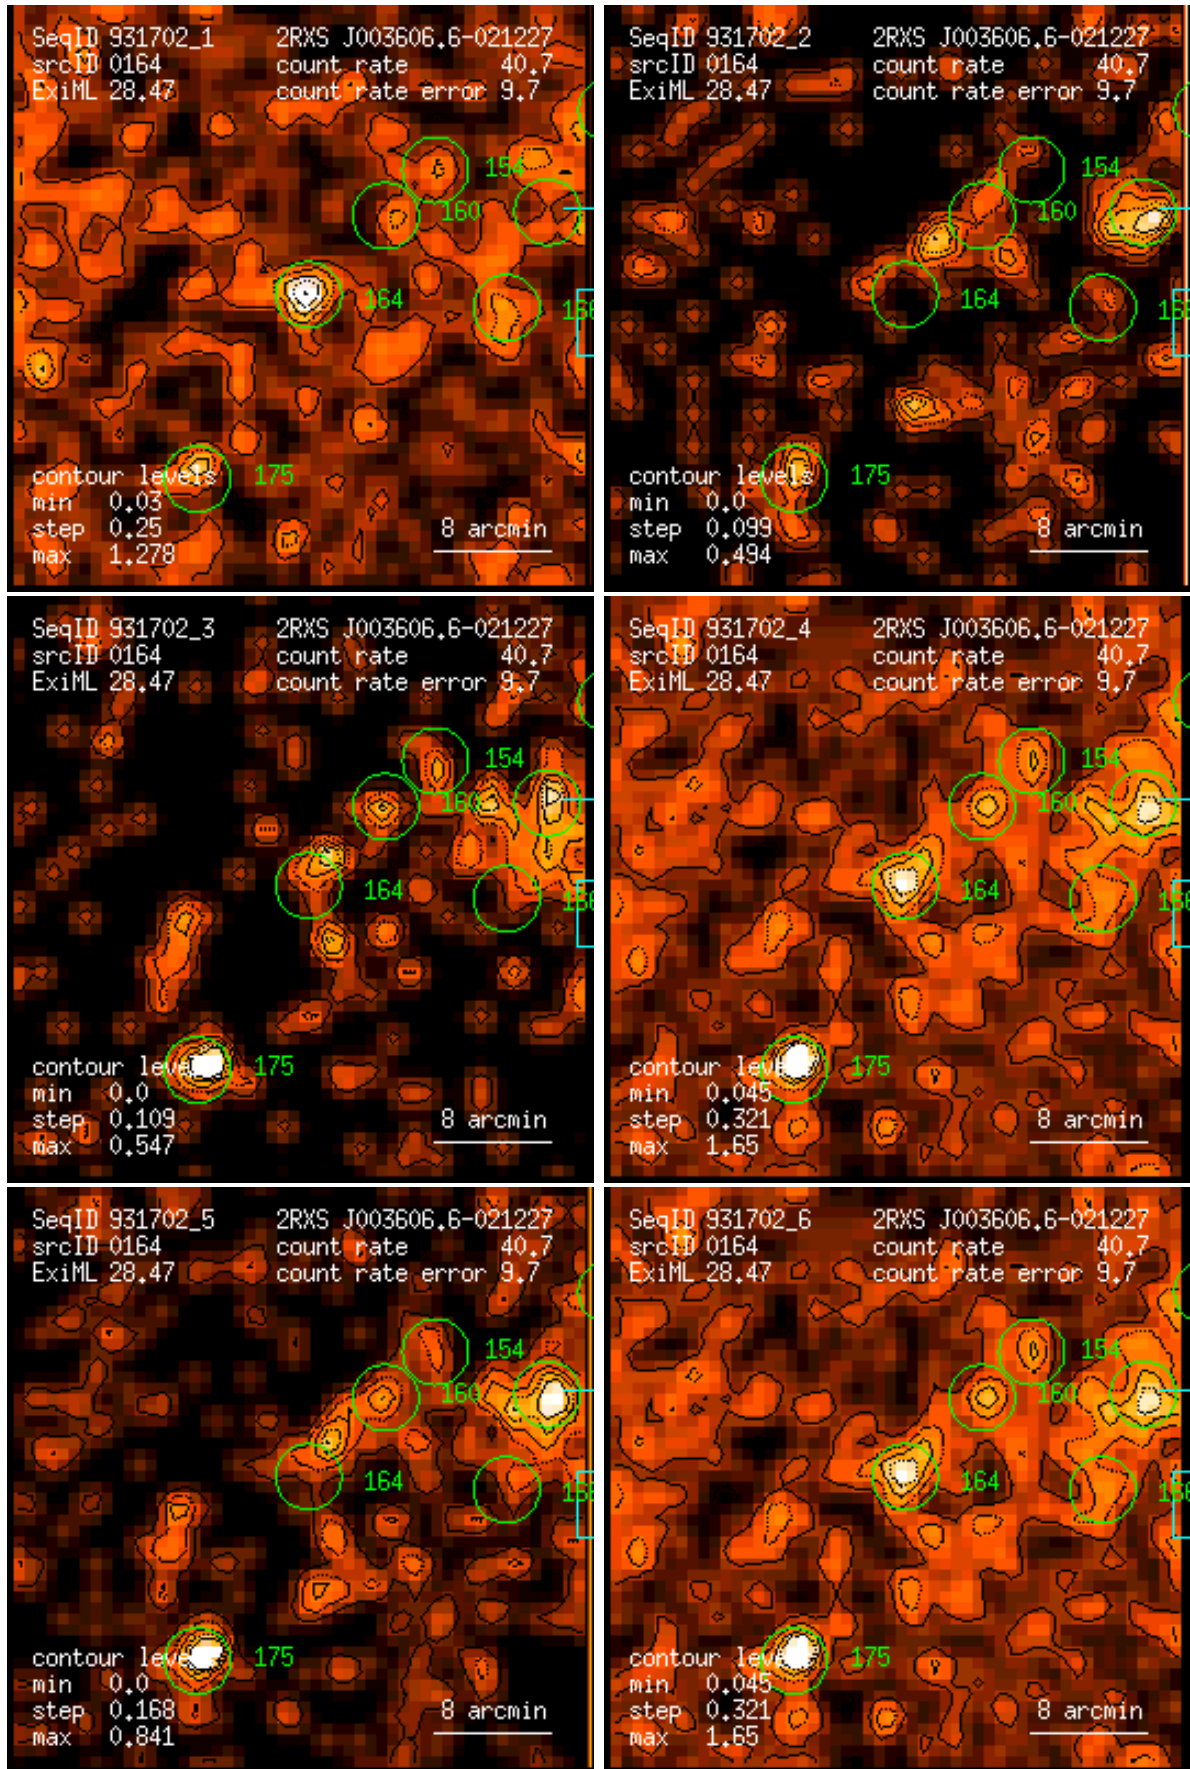 SeqID 931702_1 2RXS J003606.6-021227
srcID 0164 count rate 40.7
ExiML 28.47 count rate error 9.7
154
160
164
175
contour levels
min 0.03
step 0.25 8 arcmin
max 1.278
SeqID 931702_2 2RXS J003606.6-021227
srcID 0164 count rate 40.7
ExiML 28.47 count rate error 9.7
154
160
164
175
contour levels
min 0.0
step 0.099 8 arcmin
max 0.494
SeqID 931702_3 2RXS J003606.6-021227
srcID 0164 count rate 40.7
ExiML 28.47 count rate error 9.7
154
160
164
175
contour levels
min 0.0
step 0.109 8 arcmin
max 0.547
SeqID 931702_4 2RXS J003606.6-021227
srcID 0164 count rate 40.7
ExiML 28.47 count rate error 9.7
154
160
164
175
contour levels
min 0.045
step 0.321 8 arcmin
max 1.65
SeqID 931702_5 2RXS J003606.6-021227
srcID 0164 count rate 40.7
ExiML 28.47 count rate error 9.7
154
160
164
175
contour levels
min 0.0
step 0.168 8 arcmin
max 0.841
SeqID 931702_6 2RXS J003606.6-021227
srcID 0164 count rate 40.7
ExiML 28.47 count rate error 9.7
154
160
164
175
contour levels
min 0.045
step 0.321 8 arcmin
max 1.65